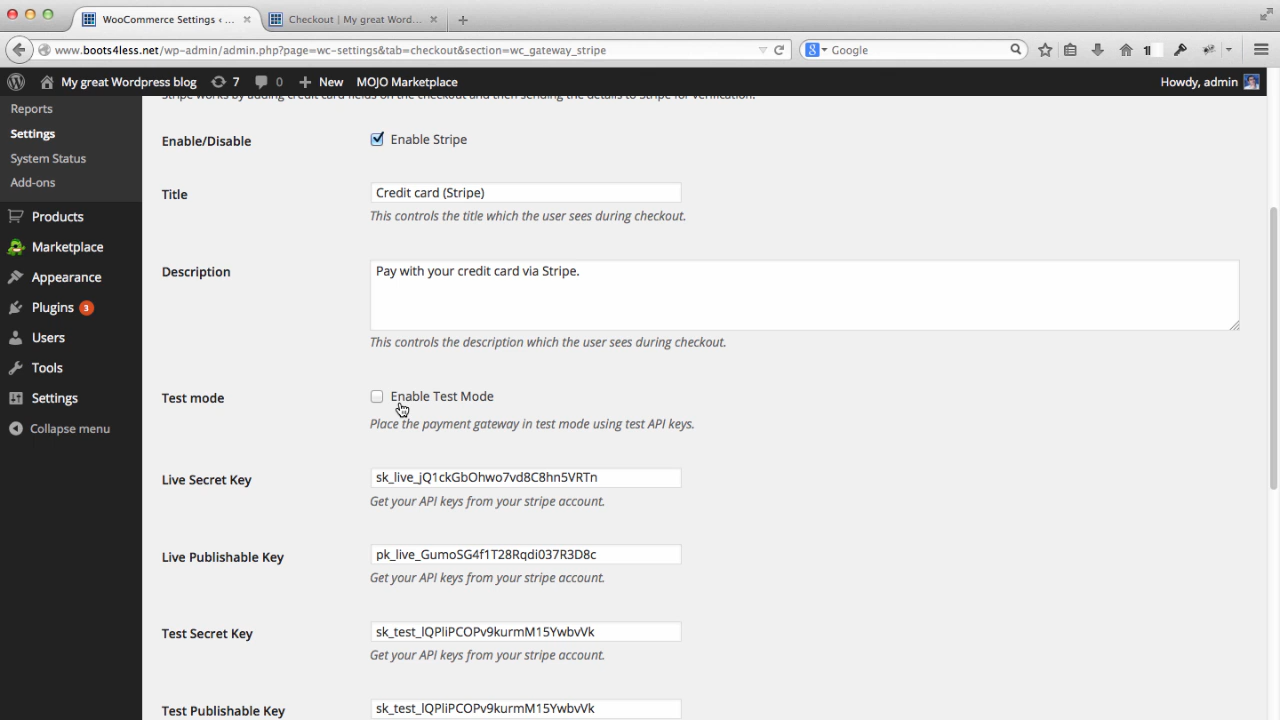 WooCommerce Settings ‹ ...
Checkout | My great Word...
www.boots4less.net/wp-admin/admin.php?page=wc-settings&tab=checkout&section=wc_gateway_stripe
Google
My great Wordpress blog
7
0
New
MOJO Marketplace
Howdy, admin
Reports
Settings
System Status
Add-ons
Products
Marketplace
Appearance
Plugins 3
Users
Tools
Settings
Collapse menu
Stripe works by adding credit card fields on the checkout and then sending the details to Stripe for verification.
Enable/Disable
Enable Stripe
Title
Credit card (Stripe)
This controls the title which the user sees during checkout.
Description
Pay with your credit card via Stripe.
This controls the description which the user sees during checkout.
Test mode
Enable Test Mode
Place the payment gateway in test mode using test API keys.
Live Secret Key
sk_live_jQ1ckGbOhwo7vd8C8hn5VRTn
Get your API keys from your stripe account.
Live Publishable Key
pk_live_GumoSG4f1T28Rqdi037R3D8c
Get your API keys from your stripe account.
Test Secret Key
sk_test_lQPliPCOPv9kurmM15YwbvVk
Get your API keys from your stripe account.
Test Publishable Key
sk_test_lQPliPCOPv9kurmM15YwbvVk